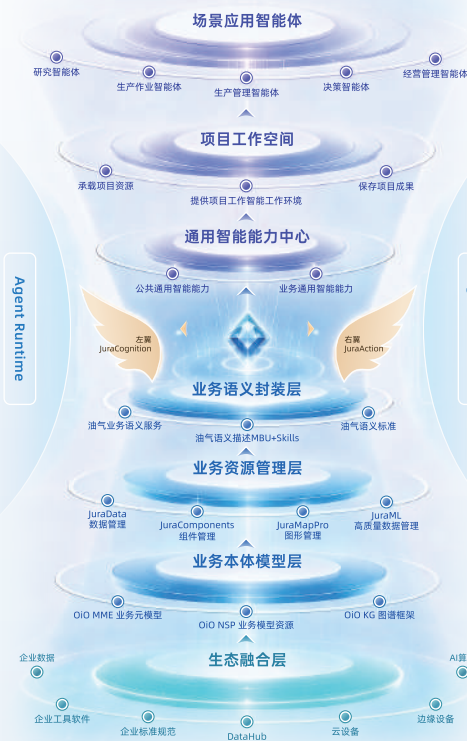 场景应用智能体
研究智能体
生产作业智能体
生产管理智能体
决策智能体
经营管理智能体
项目工作空间
承载项目资源
提供项目工作智能工作环境
保存项目成果
通用智能能力中心
公共通用智能能力
业务通用智能能力
Agent Runtime
左翼
JuraCognition
右翼
JuraAction
业务语义封装层
油气业务语义服务
油气语义描述MBU+Skills
油气语义标准
业务资源管理层
JuraData
数据管理
JuraComponents
组件管理
JuraMapPro
图形管理
JuraML
高质量数据管理
业务本体模型层
OiO MME 业务元模型
OiO NSP 业务模型资源
OiO KG 图谱框架
生态融合层
企业数据
企业工具软件
企业标准规范
DataHub
云设备
边缘设备
AI算